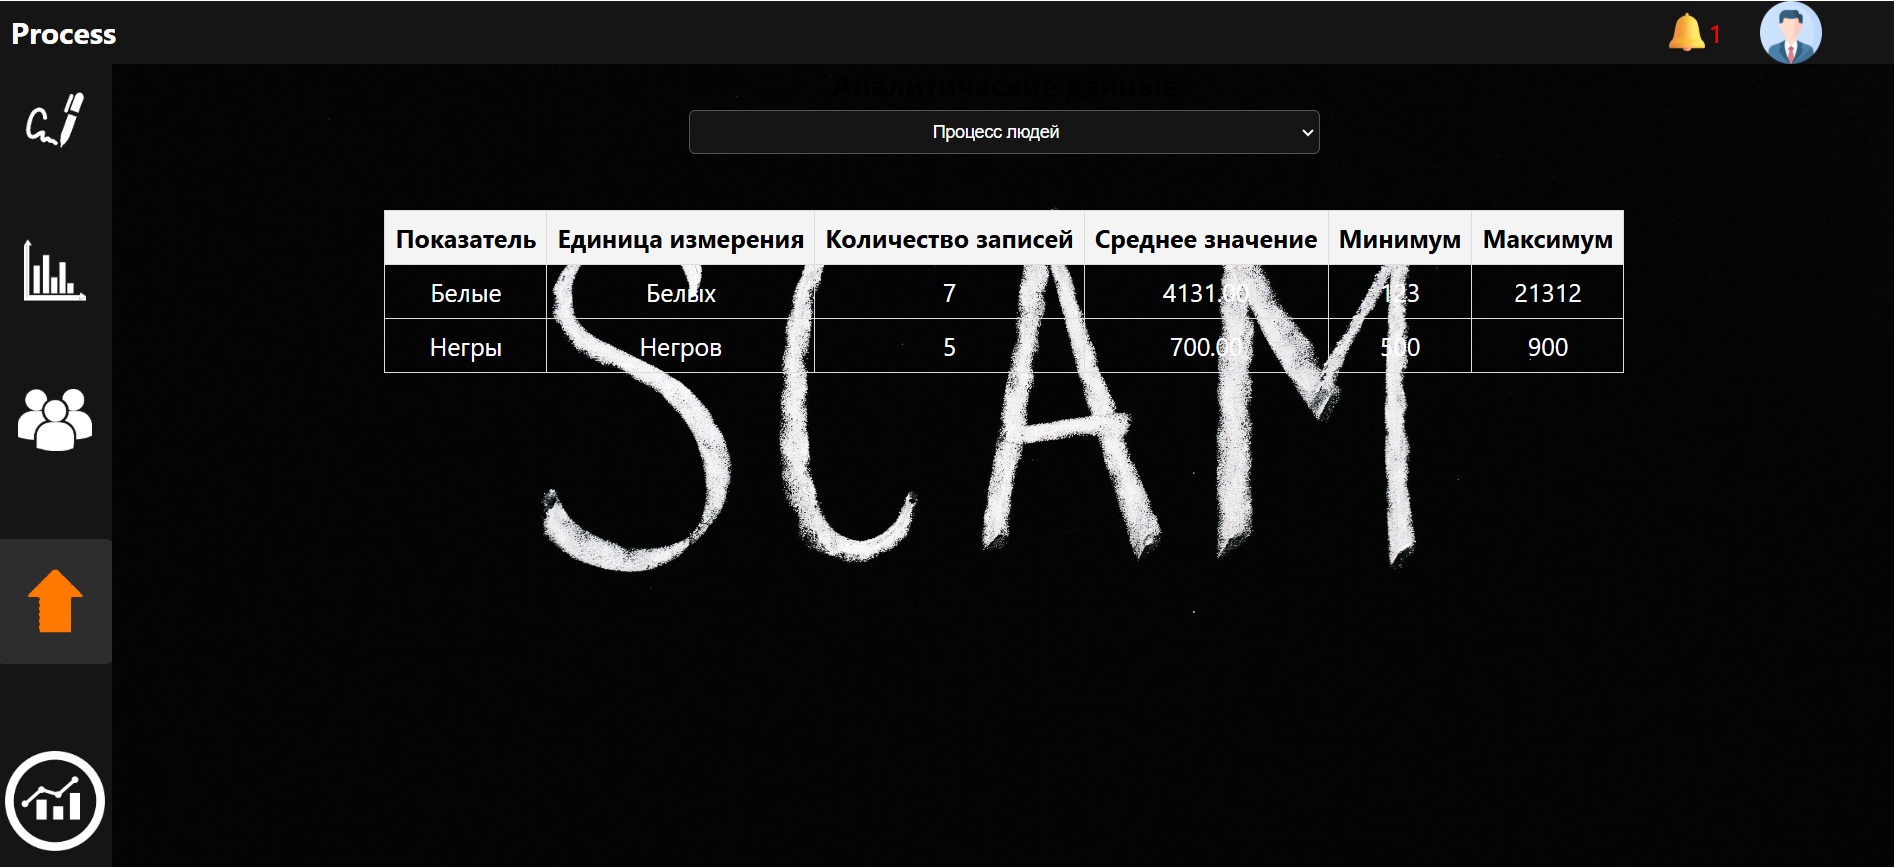 Process
1
Аналитические данные
Процесс людей
Показатель Единица измерения Количество записей Среднее значение Минимум Максимум
Белые Белых 7 4131.00 123 21312
Негры Негров 5 700.00 500 900
SCAM